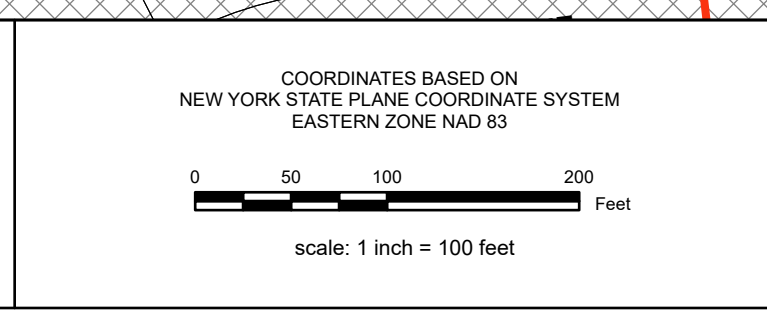 COORDINATES BASED ON
NEW YORK STATE PLANE COORDINATE SYSTEM
EASTERN ZONE NAD 83
0 50 100 200
Feet
scale: 1 inch = 100 feet